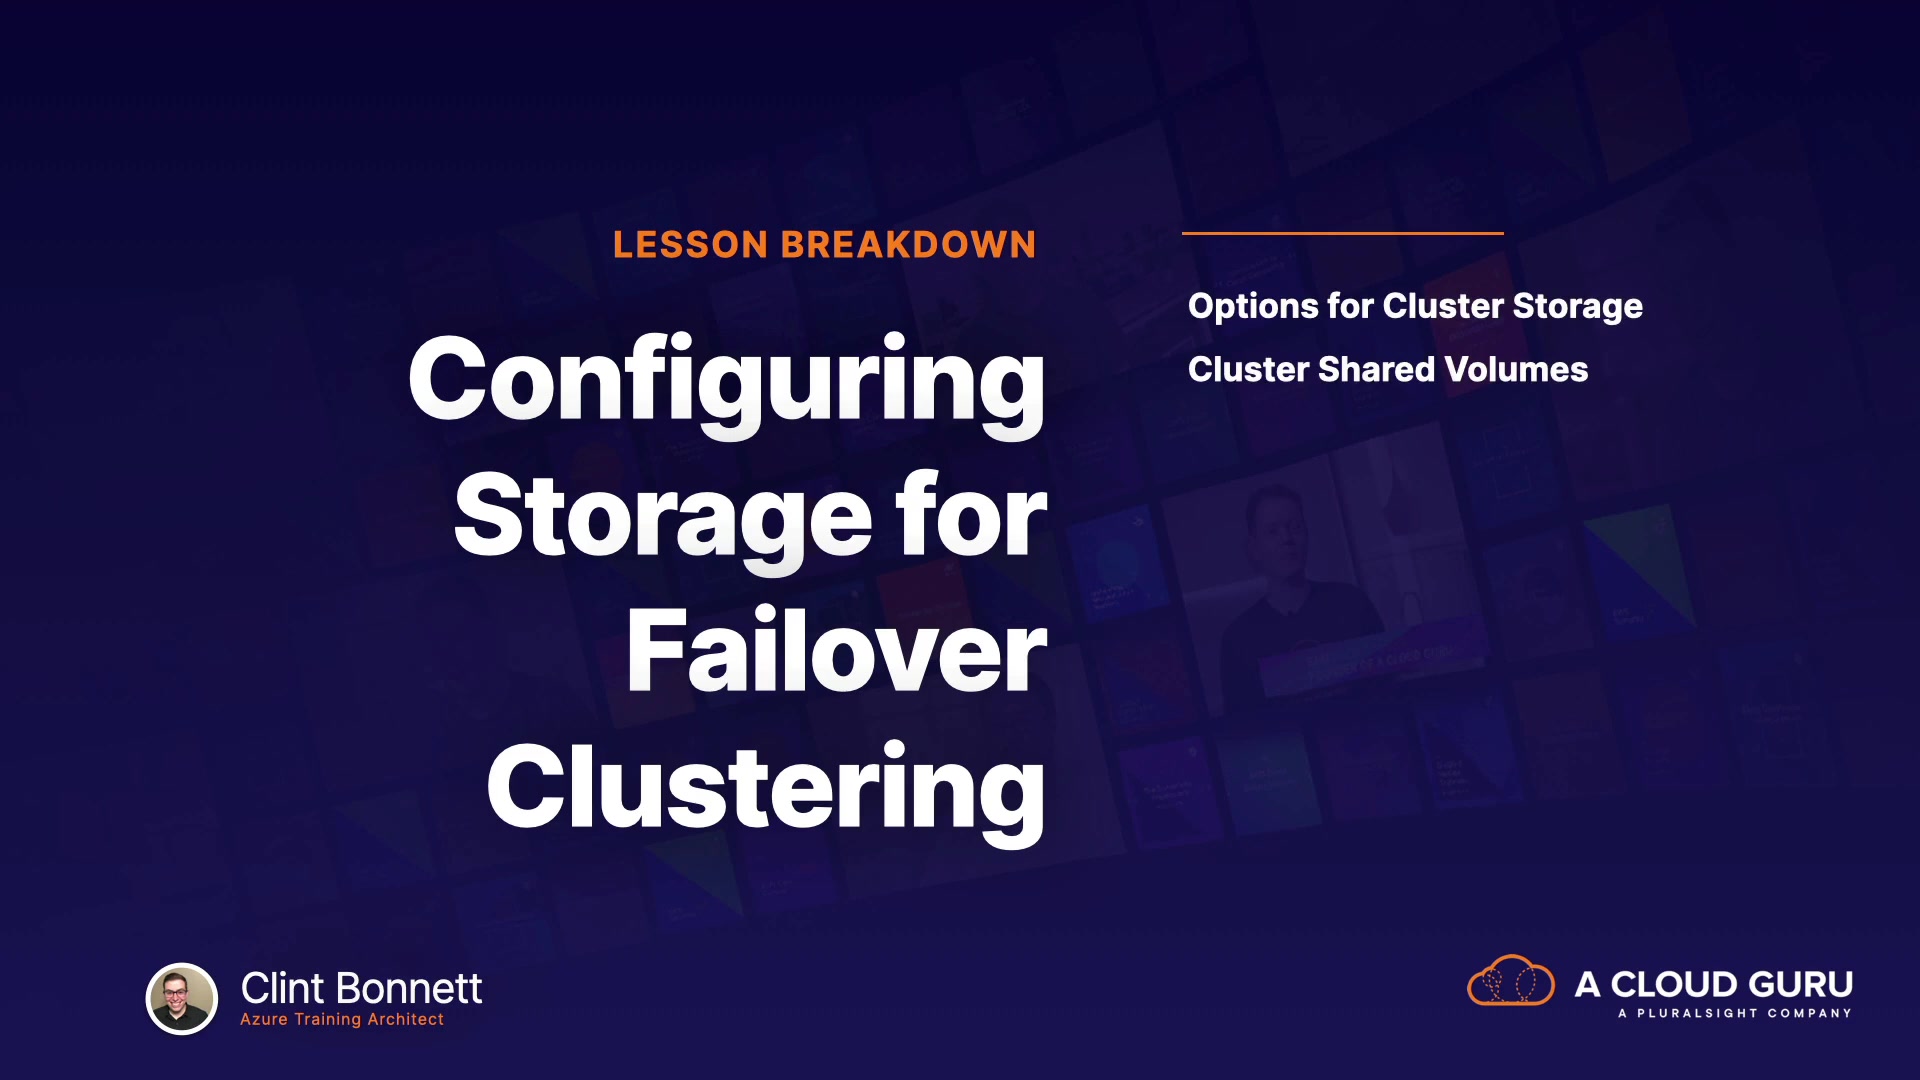 LESSON BREAKDOWN
Configuring
Storage for
Failover
Clustering
Options for Cluster Storage
Cluster Shared Volumes
Clint Bonnett
Azure Training Architect
A CLOUD GURU
A PLURALSIGHT COMPANY